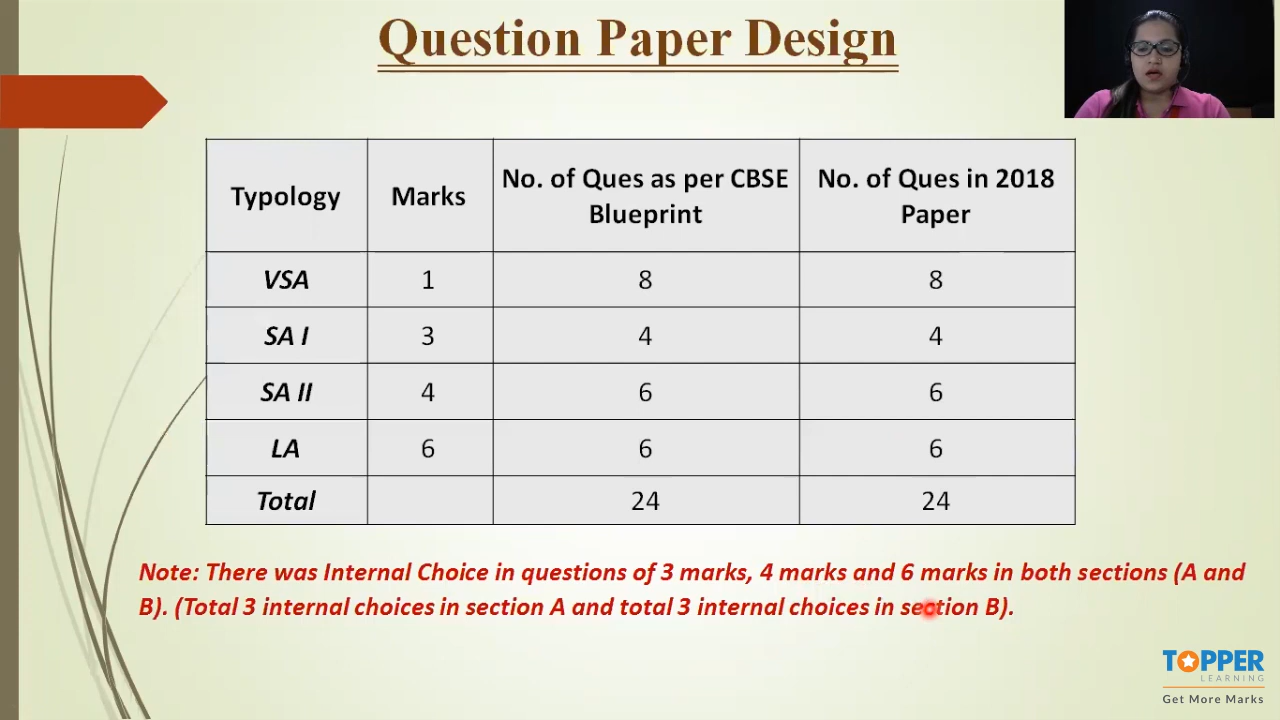 Question Paper Design
Typology Marks No. of Ques as per CBSE Blueprint No. of Ques in 2018 Paper
VSA 1 8 8
SA I 3 4 4
SA II 4 6 6
LA 6 6 6
Total 24 24
Note: There was Internal Choice in questions of 3 marks, 4 marks and 6 marks in both sections (A and
B). (Total 3 internal choices in section A and total 3 internal choices in section B).
TOPPER
LEARNING
Get More Marks